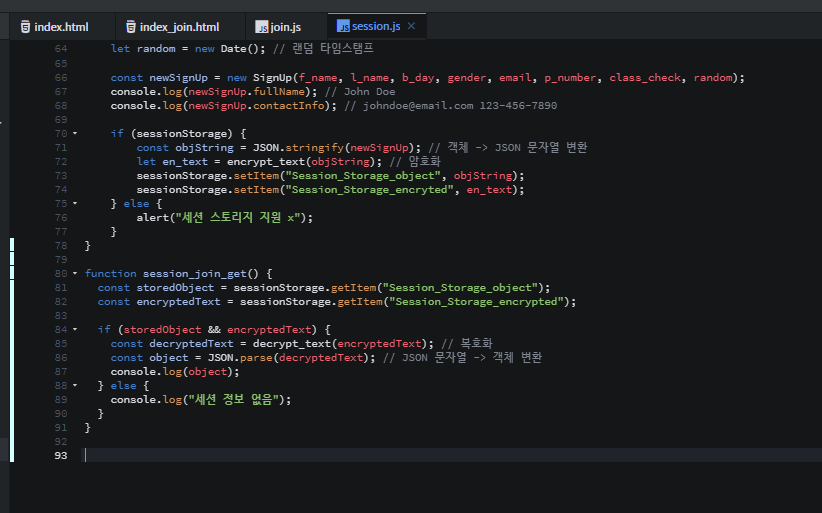 index.html index_join.html join.js session.js ×
64 let random = new Date(); // 랜덤 타임스탬프
65
66 const newSignUp = new SignUp(f_name, l_name, b_day, gender, email, p_number, class_check, random);
67 console.log(newSignUp.fullName); // John Doe
68 console.log(newSignUp.contactInfo); // johndoe@email.com 123-456-7890
69
70 if (sessionStorage) {
71 const objString = JSON.stringify(newSignUp); // 객체 -> JSON 문자열 변환
72 let en_text = encrypt_text(objString); // 암호화
73 sessionStorage.setItem("Session_Storage_object", objString);
74 sessionStorage.setItem("Session_Storage_encryted", en_text);
75 } else {
76 alert("세션 스토리지 지원 x");
77 }
78 }
79
80 function session_join_get() {
81 const storedObject = sessionStorage.getItem("Session_Storage_object");
82 const encryptedText = sessionStorage.getItem("Session_Storage_encrypted");
83
84 if (storedObject && encryptedText) {
85 const decryptedText = decrypt_text(encryptedText); // 복호화
86 const object = JSON.parse(decryptedText); // JSON 문자열 -> 객체 변환
87 console.log(object);
88 } else {
89 console.log("세션 정보 없음");
90 }
91 }
92
93